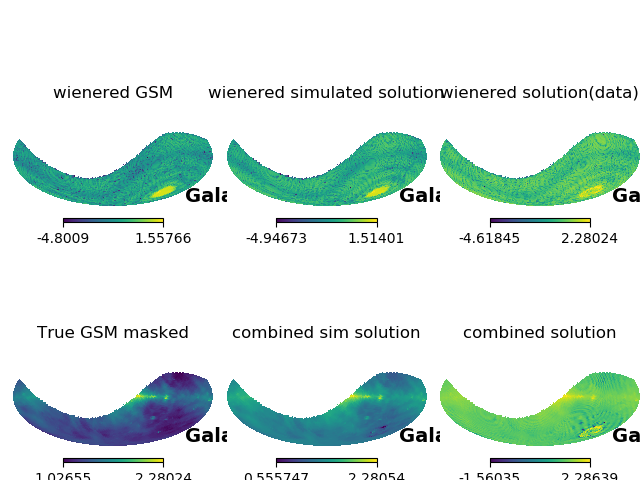 wienered GSM
wienered simulated solution
wienered solution(data)
Gala
Gala
Ga
-4.8009 1.55766
-4.94673 1.51401
-4.61845 2.28024
True GSM masked
combined sim solution
combined solution
Gala
Gala
Ga
1.02655 2.28024
0.555747 2.28054
-1.56035 2.28639